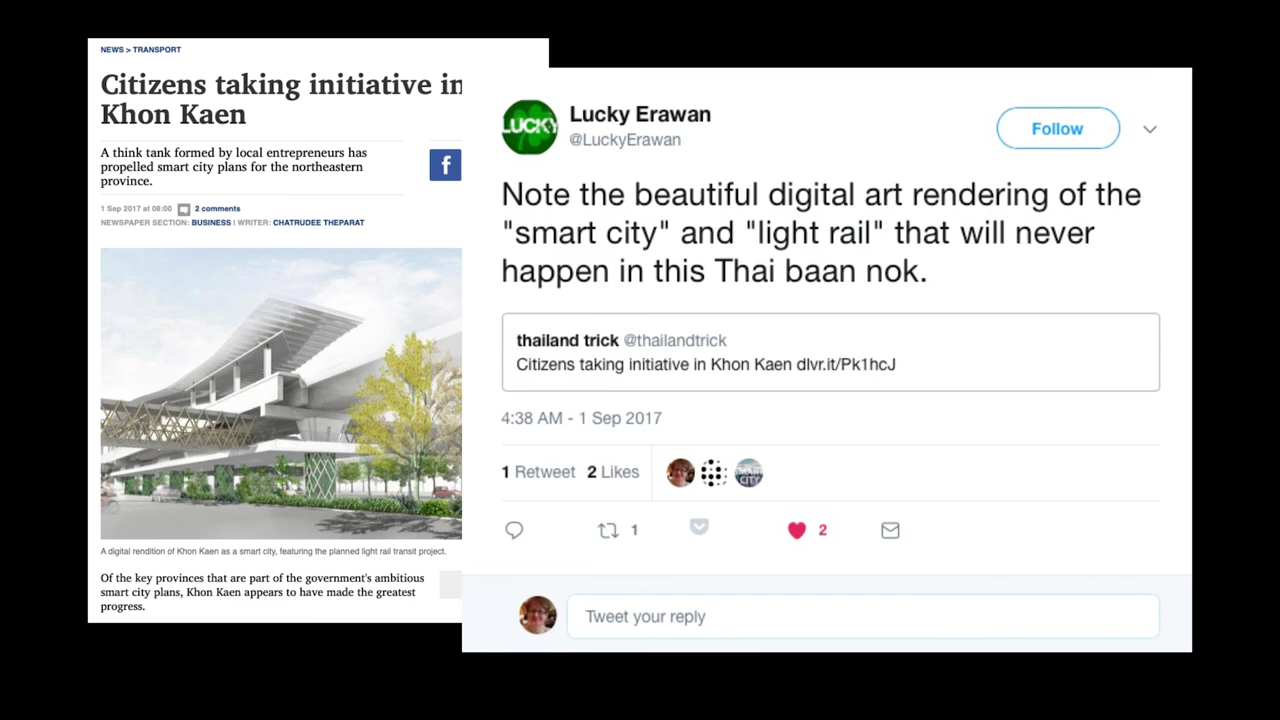 NEWS > TRANSPORT
Citizens taking initiative in
Khon Kaen
A think tank formed by local entrepreneurs has
propelled smart city plans for the northeastern
province.
f
1 Sep 2017 at 08:00 2 comments
NEWSPAPER SECTION: BUSINESS | WRITER: CHATRUDEE THEPARAT
A digital rendition of Khon Kaen as a smart city, featuring the planned light rail transit project.
Of the key provinces that are part of the government's ambitious
smart city plans, Khon Kaen appears to have made the greatest
progress.
LUCKY
Lucky Erawan
@LuckyErawan
Follow
Note the beautiful digital art rendering of the
"smart city" and "light rail" that will never
happen in this Thai baan nok.
thailand trick @thailandtrick
Citizens taking initiative in Khon Kaen dlvr.it/Pk1hcJ
4:38 AM - 1 Sep 2017
1 Retweet 2 Likes
SMART
CITY
1 2
Tweet your reply